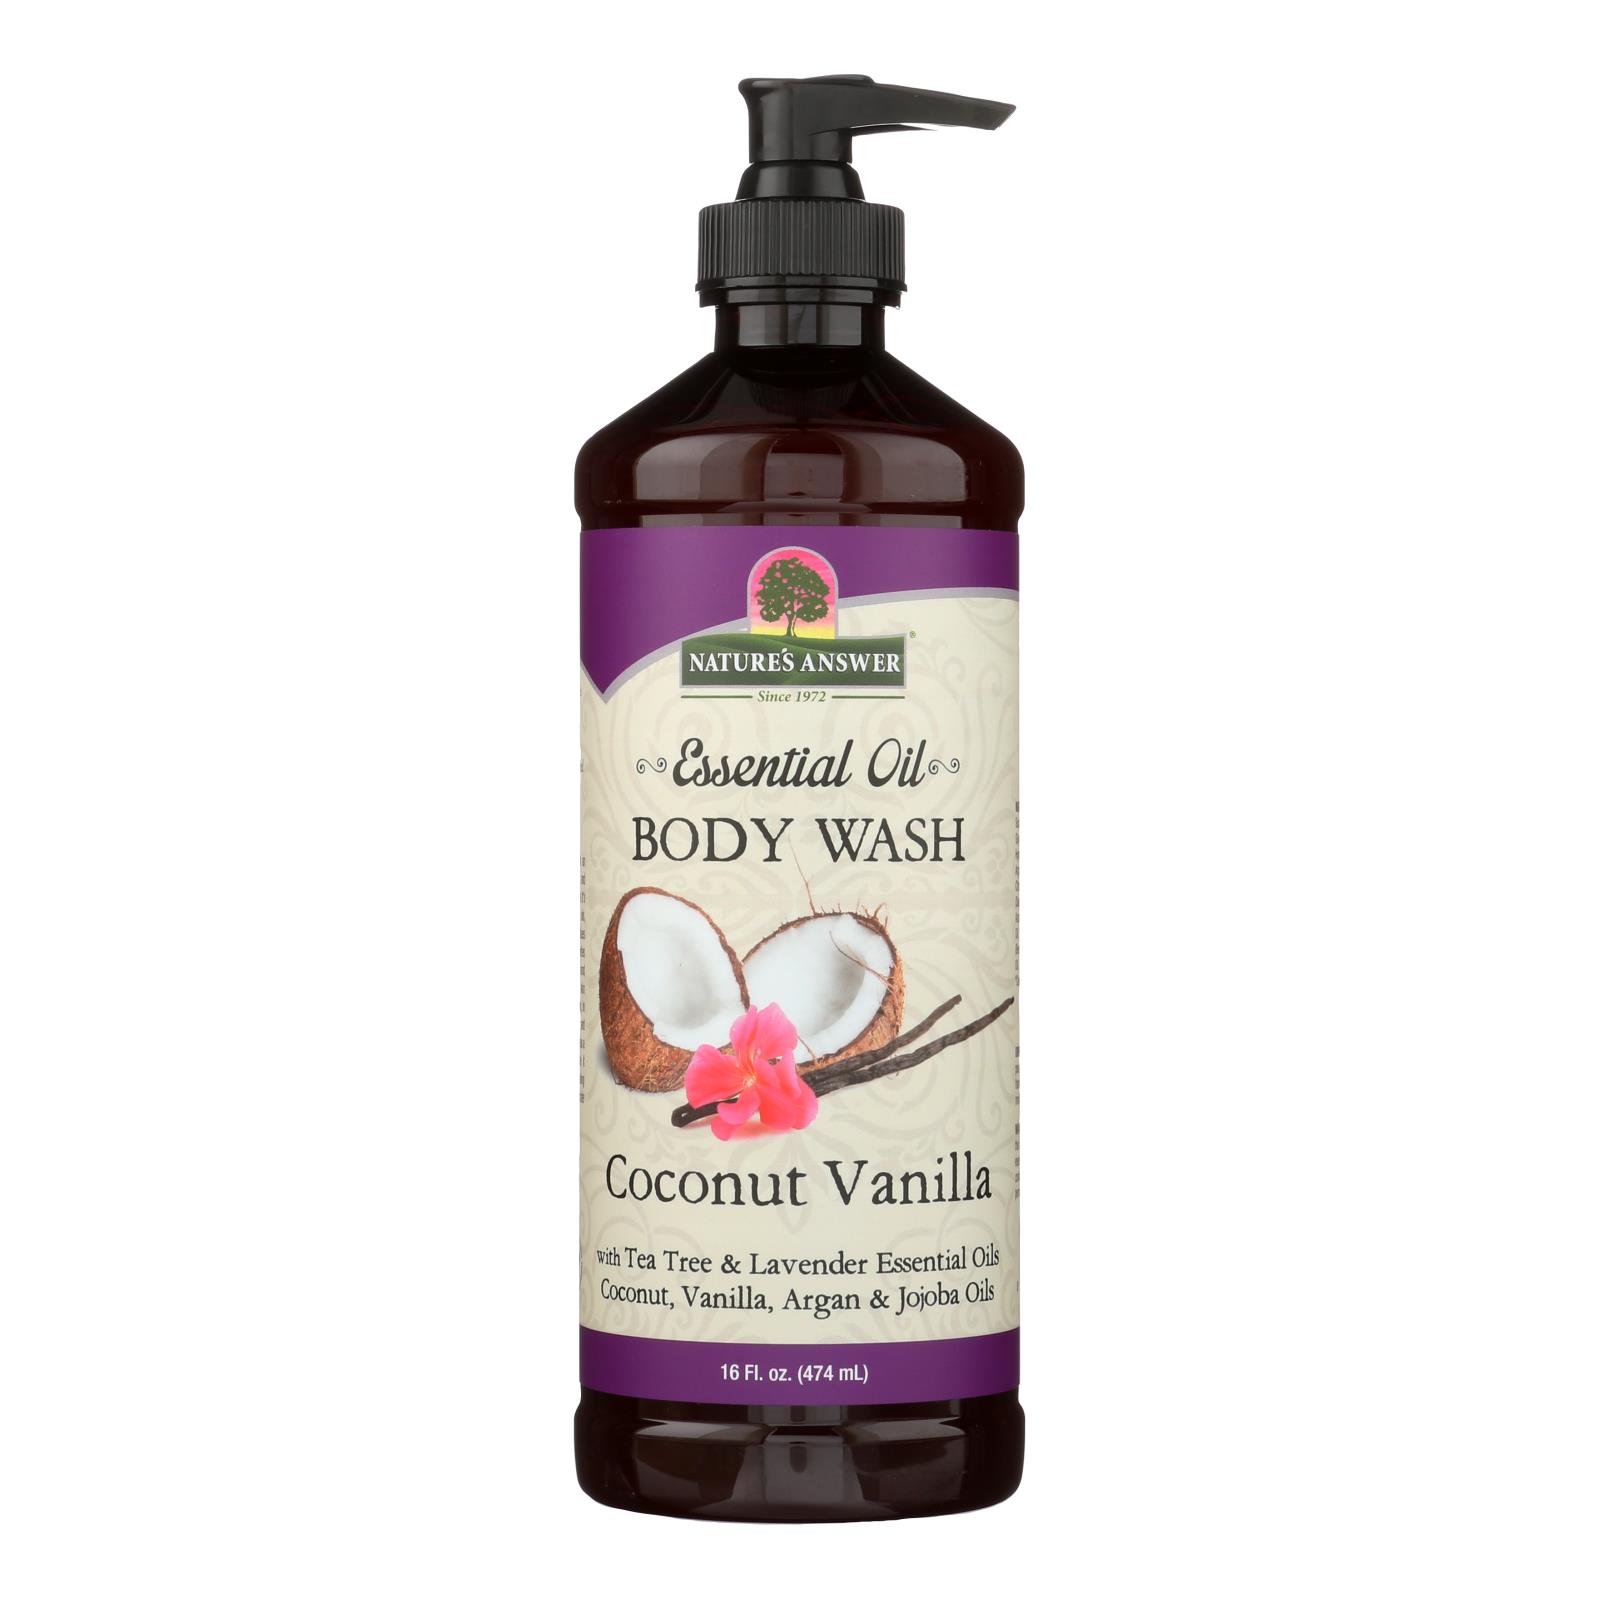 NATURE'S ANSWER®
Since 1972
Essential Oil
BODY WASH
Coconut Vanilla
with Tea Tree & Lavender Essential Oils
Coconut, Vanilla, Argan & Jojoba Oils
16 Fl. oz. (474 mL)